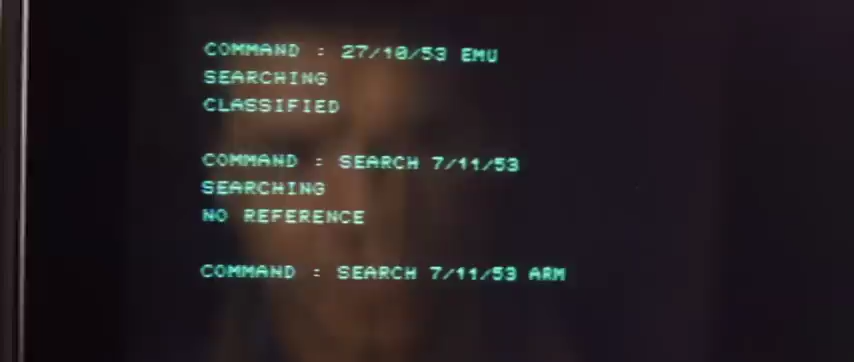 COMMAND : 27/10/53 EMU
SEARCHING
CLASSIFIED
COMMAND : SEARCH 7/11/53
SEARCHING
NO REFERENCE
COMMAND : SEARCH 7/11/53 ARM